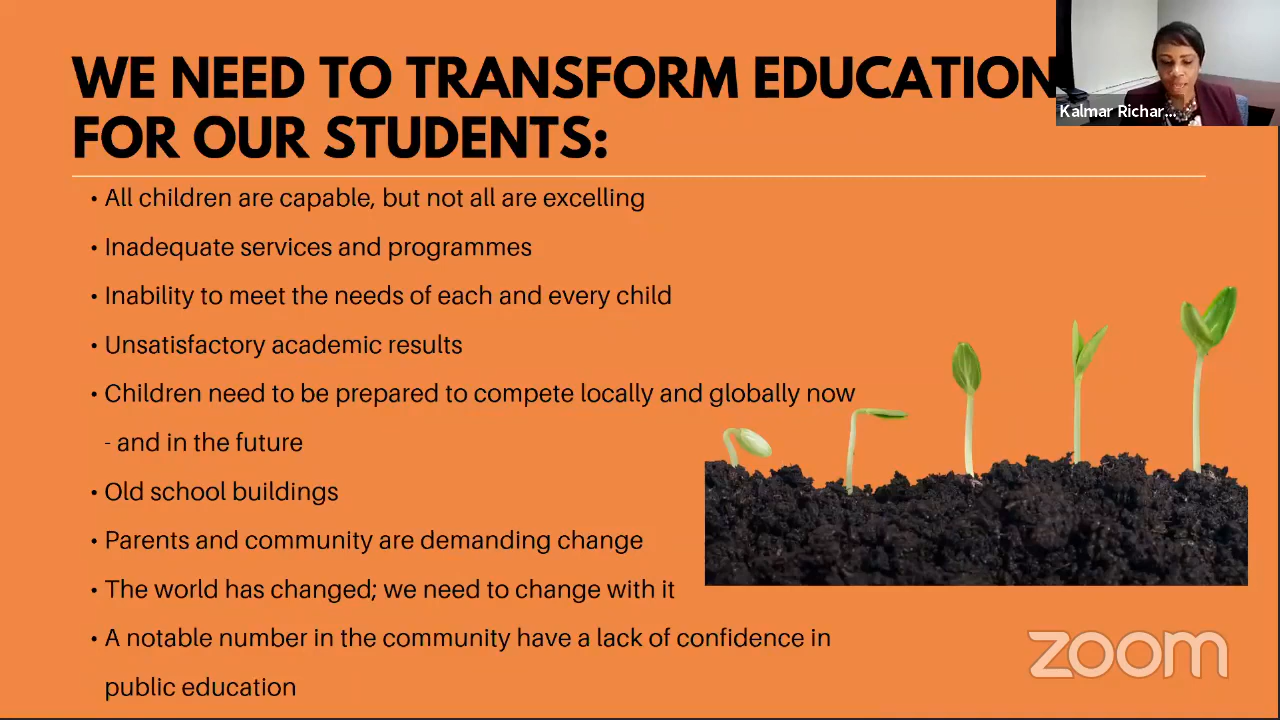 WE NEED TO TRANSFORM EDUCATION
FOR OUR STUDENTS:
Kalmar Richar...
• All children are capable, but not all are excelling
• Inadequate services and programmes
• Inability to meet the needs of each and every child
• Unsatisfactory academic results
• Children need to be prepared to compete locally and globally now
- and in the future
• Old school buildings
• Parents and community are demanding change
• The world has changed; we need to change with it
• A notable number in the community have a lack of confidence in
public education
zoom